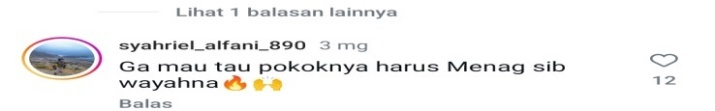 Lihat 1 balasan lainnya
syahriel_alfani_890 3 mg
Ga mau tau pokoknya harus Menag sib
wayahna🔥🙌
12
Balas